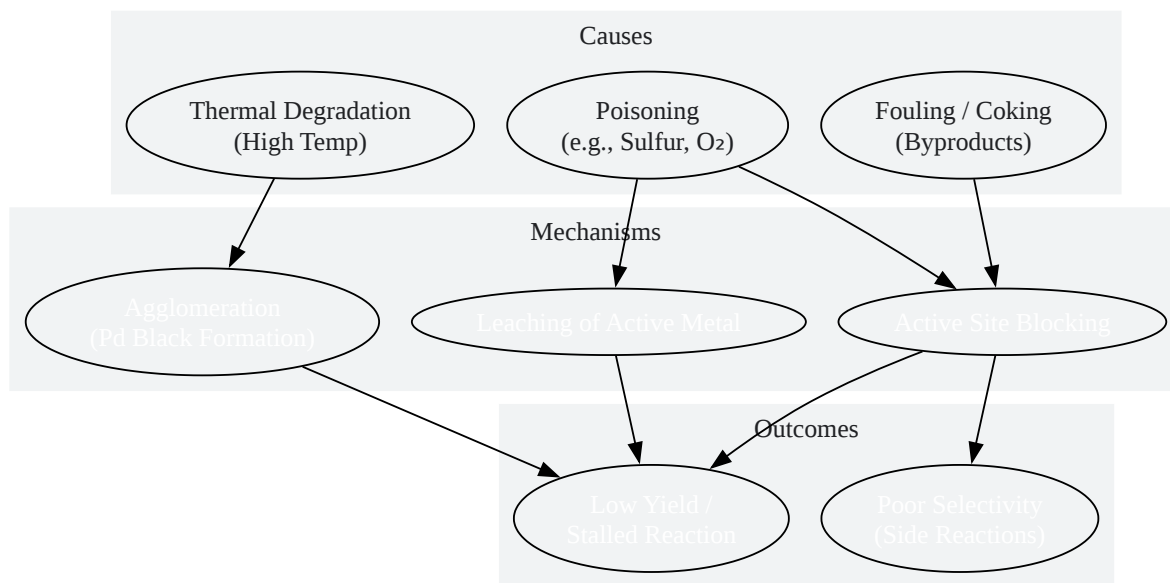 Causes
Thermal Degradation
(High Temp)
Poisoning
(e.g., Sulfur, O₂)
Fouling / Coking
(Byproducts)
Mechanisms
Agglomeration
(Pd Black Formation)
Leaching of Active Metal
Active Site Blocking
Outcomes
Low Yield /
Stalled Reaction
Poor Selectivity
(Side Reactions)